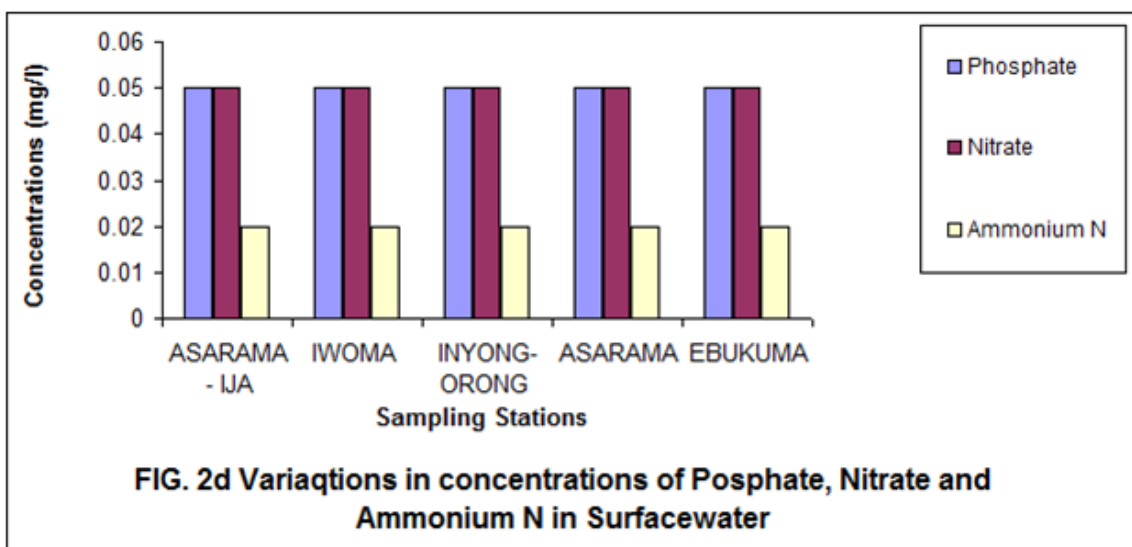 0.06
0.05
0.04
0.03
0.02
0.01
0
Concentrations (mg/l)
ASARAMA
- IJA
IWOMA
INYONG-
ORONG
ASARAMA
EBUKUMA
Sampling Stations
Phosphate
Nitrate
Ammonium N
FIG. 2d Variaqtions in concentrations of Posphate, Nitrate and
Ammonium N in Surfacewater